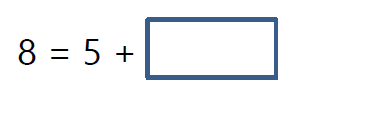 8 = 5 +